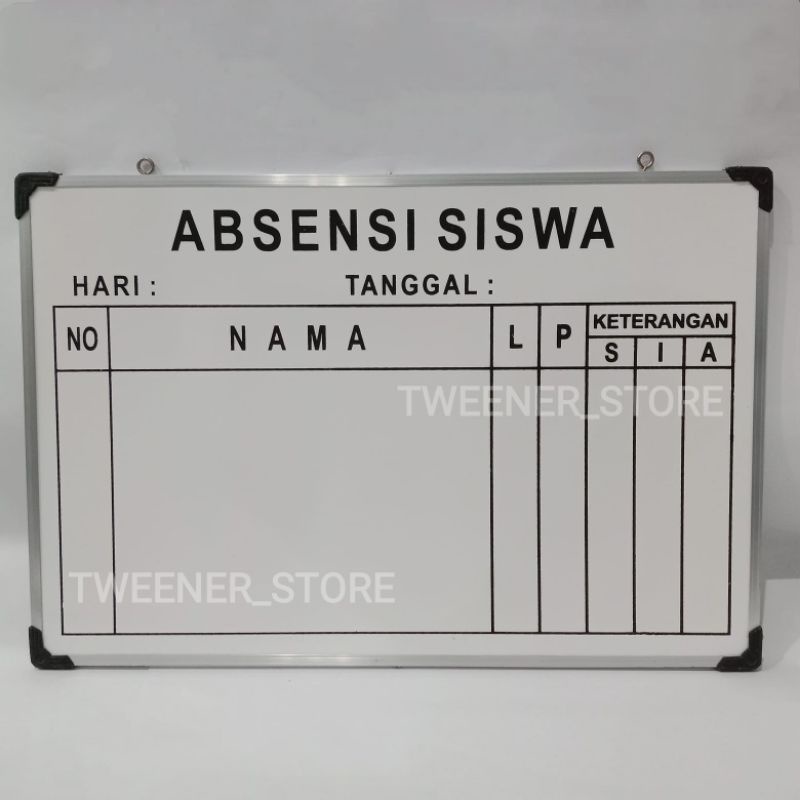 ABSENSI SISWA
HARI : TANGGAL :
NO N A M A L P KETERANGAN
S I A
TWEENER_STORE
TWEENER_STORE